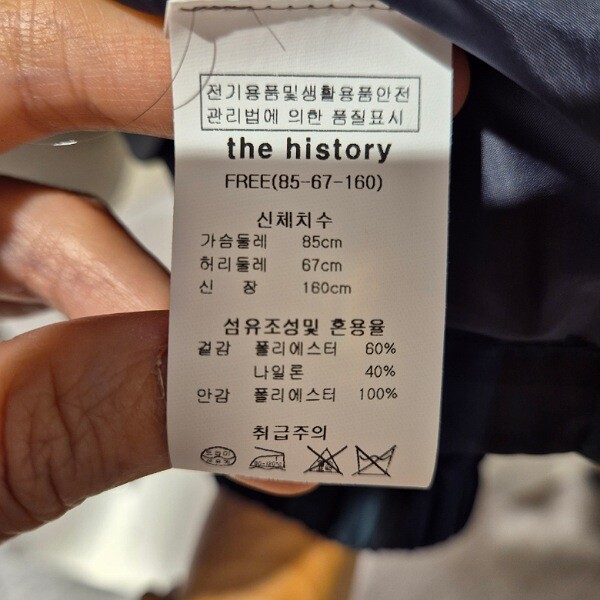 전기용품및생활용품안전
관리법에 의한 품질표시
the history
FREE(85-67-160)
신체치수
가슴둘레 85cm
허리둘레 67cm
신 장 160cm
섬유조성및 혼용율
겉감 폴리에스터 60%
나일론 40%
안감 폴리에스터 100%
취급주의